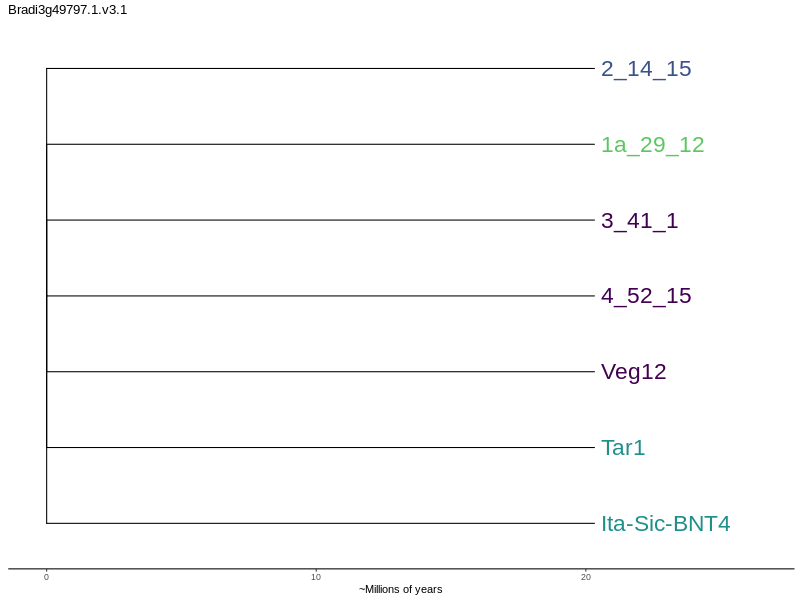 Bradi3g49797.1.v3.1
2_14_15
1a_29_12
3_41_1
4_52_15
Veg12
Tar1
Ita-Sic-BNT4
0 10 20
~Millions of years